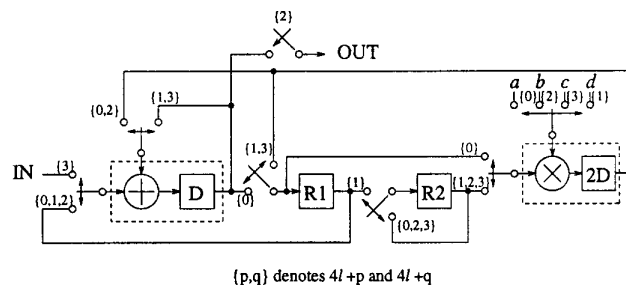 {2}
OUT
a b c d
{0} {2} {3} {1}
{0,2} {1,3}
IN {3}
{1,3}
{0}
+ D {0} R1 {1} R2 {1,2,3} × 2D
{0,1,2}
{0,2,3}
{p,q} denotes 4l+p and 4l+q